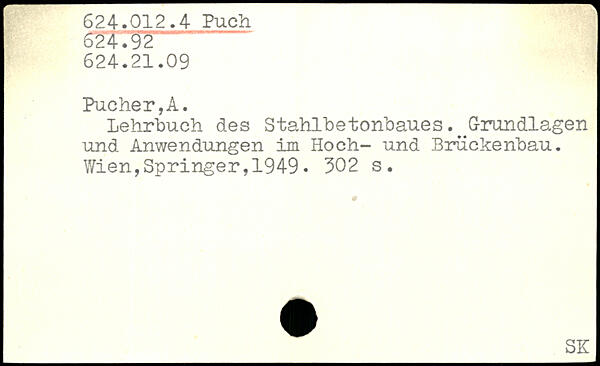 624.012.4 Puch
624.92
624.21.09
Pucher,A.
Lehrbuch des Stahlbetonbaues. Grundlagen
und Anwendungen im Hoch- und Brückenbau.
Wien,Springer,1949. 302 s.
SK